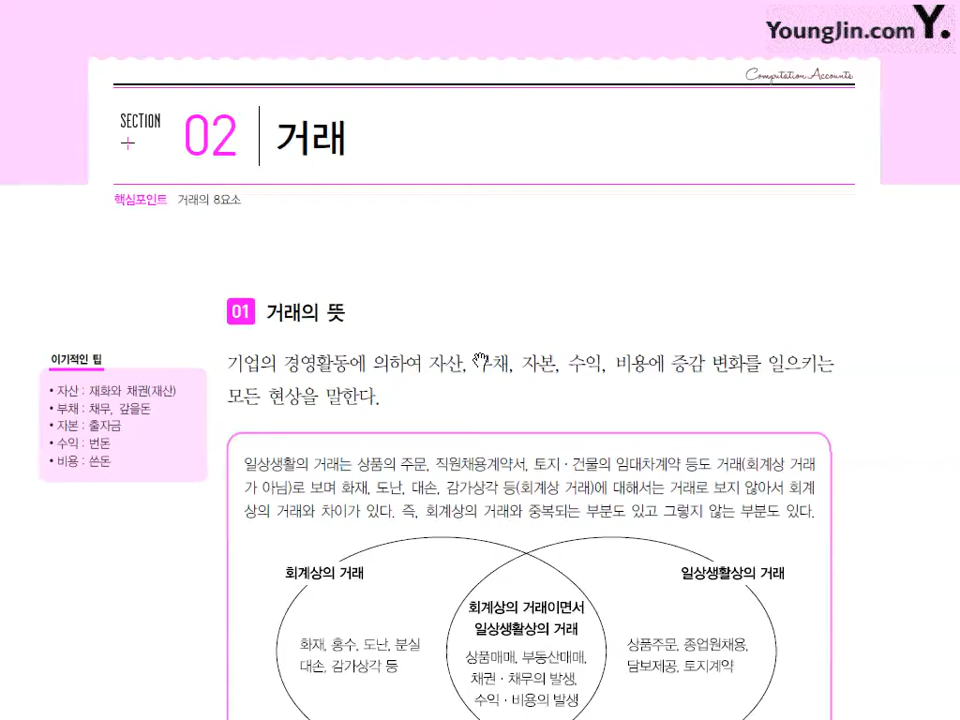 YoungJin.com Y.
Computation Accounts
SECTION
02
거래
핵심포인트 거래의 8요소
01 거래의 뜻
기업의 경영활동에 의하여 자산, 부채, 자본, 수익, 비용에 증감 변화를 일으키는
모든 현상을 말한다.
이기적인 팁
• 자산 : 재화와 채권(재산)
• 부채 : 채무, 갚을돈
• 자본 : 출자금
• 수익 : 번돈
• 비용 : 쓴돈
일상생활의 거래는 상품의 주문, 직원채용계약서, 토지 · 건물의 임대차계약 등도 거래(회계상 거래
가 아님)로 보며 화재, 도난, 대손, 감가상각 등(회계상 거래)에 대해서는 거래로 보지 않아서 회계
상의 거래와 차이가 있다. 즉, 회계상의 거래와 중복되는 부분도 있고 그렇지 않는 부분도 있다.
회계상의 거래
화재, 홍수, 도난, 분실
대손, 감가상각 등
회계상의 거래이면서
일상생활상의 거래
상품매매, 부동산매매,
채권 · 채무의 발생,
수익 · 비용의 발생
일상생활상의 거래
상품주문, 종업원채용,
담보제공, 토지계약